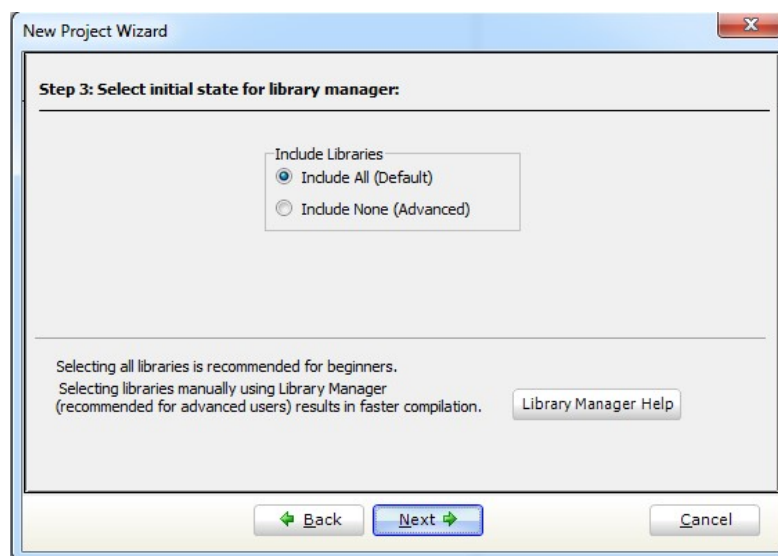 New Project Wizard
Step 3: Select initial state for library manager:
Include Libraries
Include All (Default)
Include None (Advanced)
Selecting all libraries is recommended for beginners.
Selecting libraries manually using Library Manager
(recommended for advanced users) results in faster compilation.
Library Manager Help
Back
Next
Cancel